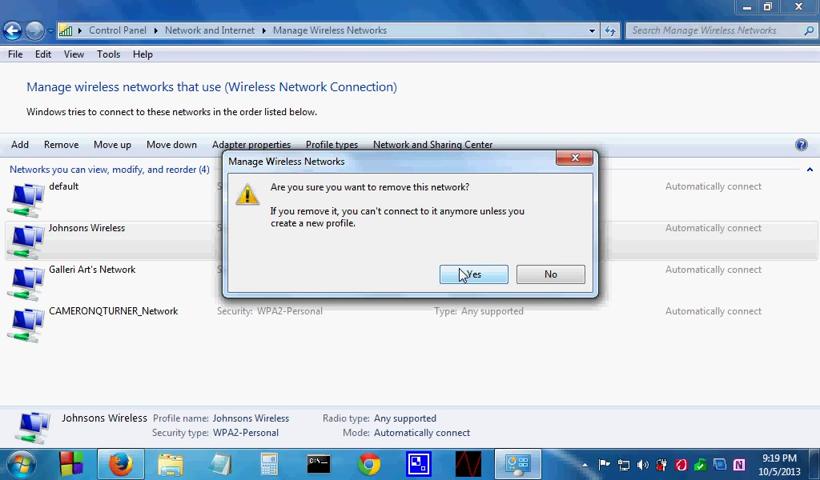 Control Panel ▸ Network and Internet ▸ Manage Wireless Networks
Search Manage Wireless Networks
File Edit View Tools Help
Manage wireless networks that use (Wireless Network Connection)
Windows tries to connect to these networks in the order listed below.
Add Remove Move up Move down Adapter properties Profile types Network and Sharing Center
Manage Wireless Networks
Networks you can view, modify, and reorder (4)
default
Automatically connect
Are you sure you want to remove this network?
If you remove it, you can't connect to it anymore unless you
create a new profile.
Johnsons Wireless
Automatically connect
Galleri Art's Network
Automatically connect
Yes No
CAMERONQTURNER_Network Security: WPA2-Personal Type: Any supported Automatically connect
Johnsons Wireless Profile name: Johnsons Wireless Radio type: Any supported
Security type: WPA2-Personal Mode: Automatically connect
9:19 PM
10/5/2013